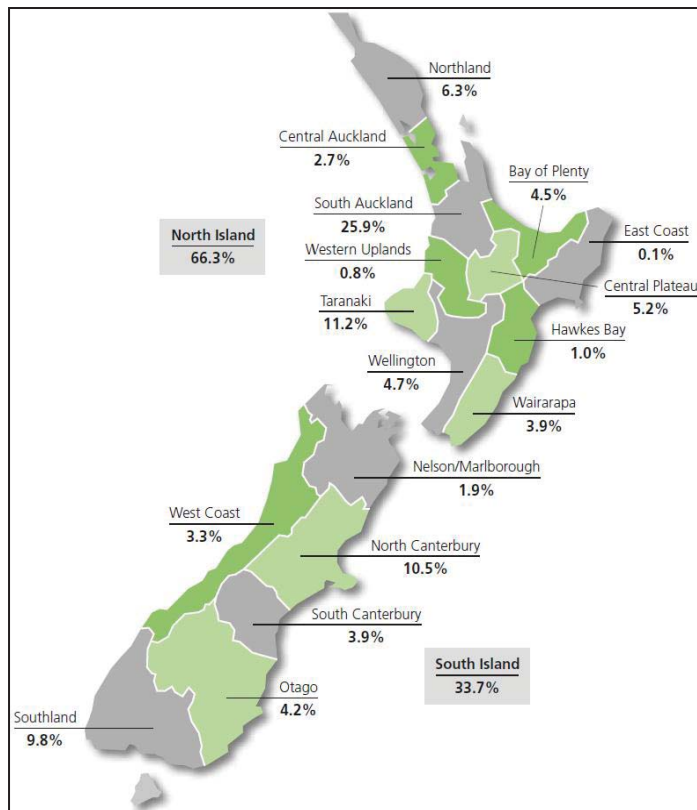 Northland
6.3%
Central Auckland
2.7%
Bay of Plenty
4.5%
South Auckland
25.9%
East Coast
0.1%
North Island
66.3%
Western Uplands
0.8%
Central Plateau
5.2%
Taranaki
11.2%
Hawkes Bay
1.0%
Wellington
4.7%
Wairarapa
3.9%
Nelson/Marlborough
1.9%
West Coast
3.3%
North Canterbury
10.5%
South Canterbury
3.9%
South Island
33.7%
Otago
4.2%
Southland
9.8%